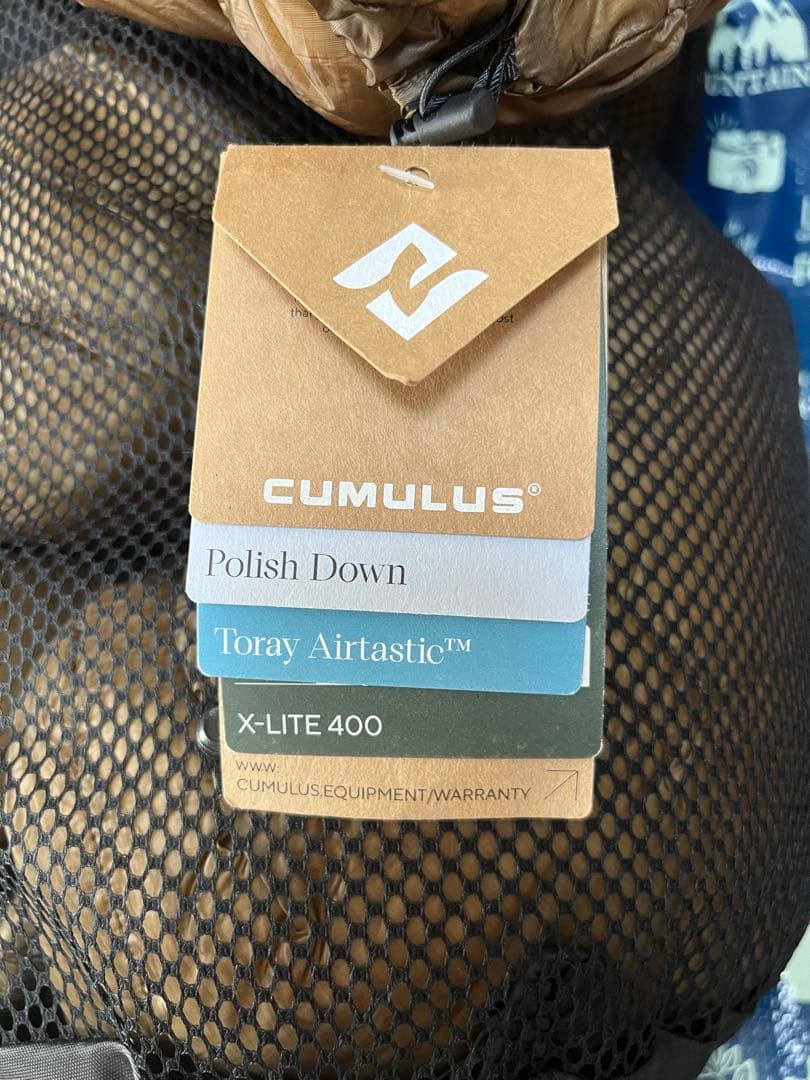 CUMULUS®
Polish Down
Toray Airtastic™
X-LITE 400
WWW.
CUMULUS.EQUIPMENT/WARRANTY